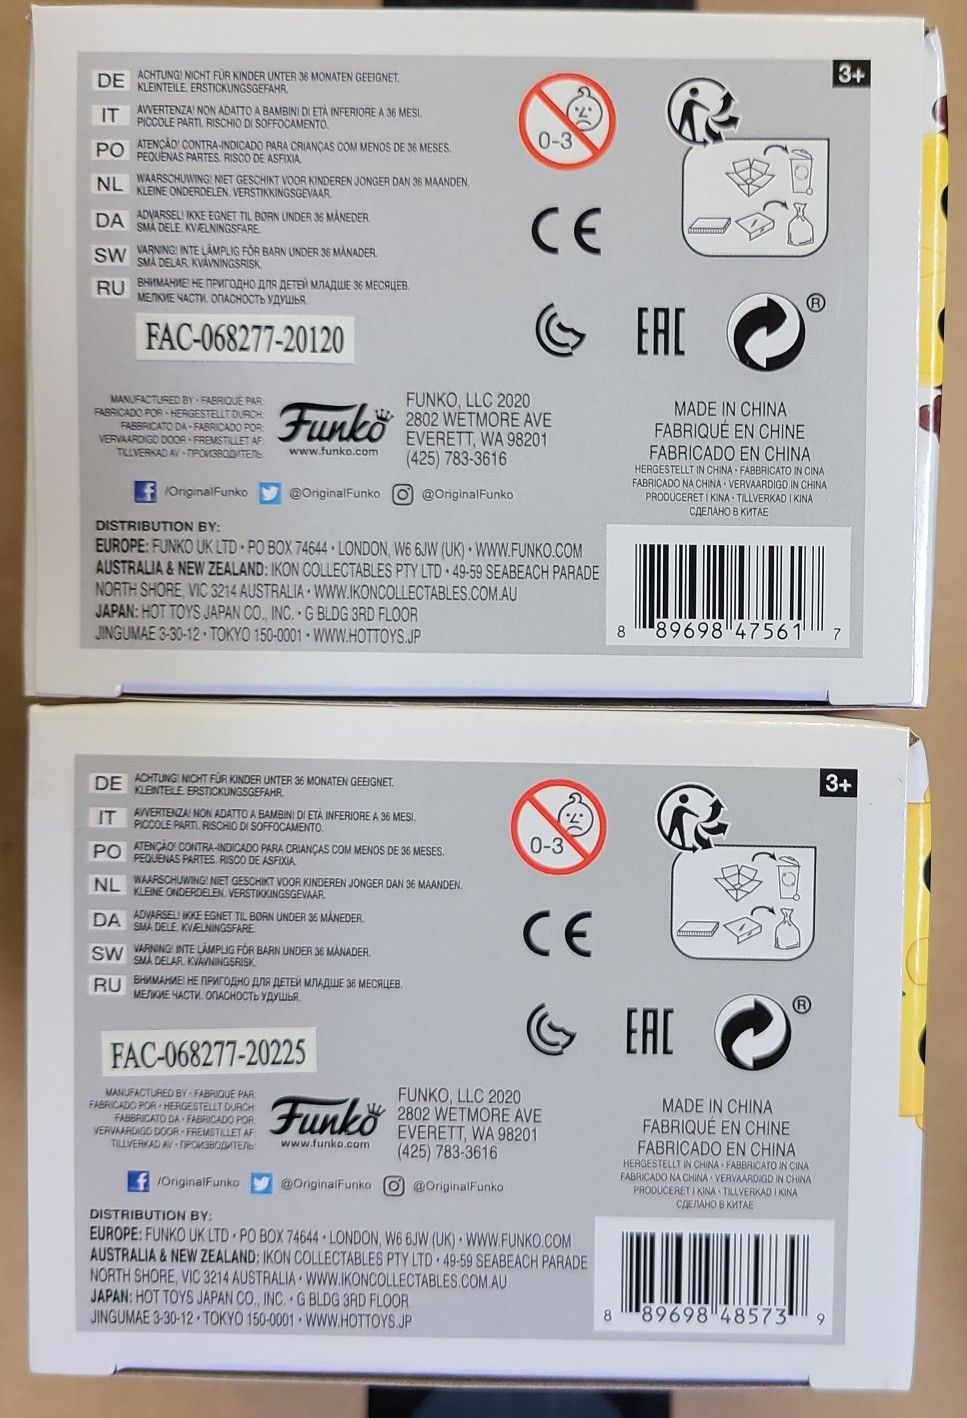 3+
DE ACHTUNG! NICHT FÜR KINDER UNTER 36 MONATEN GEEIGNET.
KLEINTEILE. ERSTICKUNGSGEFAHR.
IT AVVERTENZA! NON ADATTO A BAMBINI DI ETÀ INFERIORE A 36 MESI.
PICCOLE PARTI. RISCHIO DI SOFFOCAMENTO.
PO ATENÇÃO! CONTRA-INDICADO PARA CRIANÇAS COM MENOS DE 36 MESES.
PEQUENAS PARTES. RISCO DE ASFIXIA.
NL WAARSCHUWING! NIET GESCHIKT VOOR KINDEREN JONGER DAN 36 MAANDEN.
KLEINE ONDERDELEN. VERSTIKKINGSGEVAAR.
DA ADVARSEL! IKKE EGNET TIL BØRN UNDER 36 MÅNEDER.
SMÅ DELE. KVÆLNINGSFARE.
SW VARNING! INTE LÄMPLIG FÖR BARN UNDER 36 MÅNADER.
SMÅ DELAR. KVÄVNINGSRISK.
RU ВНИМАНИЕ! НЕ ПРИГОДНО ДЛЯ ДЕТЕЙ МЛАДШЕ 36 МЕСЯЦЕВ.
МЕЛКИЕ ЧАСТИ. ОПАСНОСТЬ УДУШЬЯ.
0-3
CE
EAC
®
FAC-068277-20120
MANUFACTURED BY • FABRIQUÉ PAR:
FABRICADO POR • HERGESTELLT DURCH:
FABBRICATO DA • FABRICADO POR:
VERVAARDIGD DOOR • FREMSTILLET AF:
TILLVERKAD AV • ПРОИЗВОДИТЕЛЬ:
Funko
www.funko.com
FUNKO, LLC 2020
2802 WETMORE AVE
EVERETT, WA 98201
(425) 783-3616
MADE IN CHINA
FABRIQUÉ EN CHINE
FABRICADO EN CHINA
HERGESTELLT IN CHINA • FABBRICATO IN CINA
FABRICADO NA CHINA • VERVAARDIGD IN CHINA
PRODUCERET I KINA • TILLVERKAD I KINA
СДЕЛАНО В КИТАЕ
/OriginalFunko @OriginalFunko @OriginalFunko
DISTRIBUTION BY:
EUROPE: FUNKO UK LTD • PO BOX 74644 • LONDON, W6 6JW (UK) • WWW.FUNKO.COM
AUSTRALIA & NEW ZEALAND: IKON COLLECTABLES PTY LTD • 49-59 SEABEACH PARADE
NORTH SHORE, VIC 3214 AUSTRALIA • WWW.IKONCOLLECTABLES.COM.AU
JAPAN: HOT TOYS JAPAN CO., INC. • G BLDG 3RD FLOOR
JINGUMAE 3-30-12 • TOKYO 150-0001 • WWW.HOTTOYS.JP
8 89698 47561 7
3+
DE ACHTUNG! NICHT FÜR KINDER UNTER 36 MONATEN GEEIGNET.
KLEINTEILE. ERSTICKUNGSGEFAHR.
IT AVVERTENZA! NON ADATTO A BAMBINI DI ETÀ INFERIORE A 36 MESI.
PICCOLE PARTI. RISCHIO DI SOFFOCAMENTO.
PO ATENÇÃO! CONTRA-INDICADO PARA CRIANÇAS COM MENOS DE 36 MESES.
PEQUENAS PARTES. RISCO DE ASFIXIA.
NL WAARSCHUWING! NIET GESCHIKT VOOR KINDEREN JONGER DAN 36 MAANDEN.
KLEINE ONDERDELEN. VERSTIKKINGSGEVAAR.
DA ADVARSEL! IKKE EGNET TIL BØRN UNDER 36 MÅNEDER.
SMÅ DELE. KVÆLNINGSFARE.
SW VARNING! INTE LÄMPLIG FÖR BARN UNDER 36 MÅNADER.
SMÅ DELAR. KVÄVNINGSRISK.
RU ВНИМАНИЕ! НЕ ПРИГОДНО ДЛЯ ДЕТЕЙ МЛАДШЕ 36 МЕСЯЦЕВ.
МЕЛКИЕ ЧАСТИ. ОПАСНОСТЬ УДУШЬЯ.
0-3
CE
EAC
®
FAC-068277-20225
MANUFACTURED BY • FABRIQUÉ PAR:
FABRICADO POR • HERGESTELLT DURCH:
FABBRICATO DA • FABRICADO POR:
VERVAARDIGD DOOR • FREMSTILLET AF:
TILLVERKAD AV • ПРОИЗВОДИТЕЛЬ:
Funko
www.funko.com
FUNKO, LLC 2020
2802 WETMORE AVE
EVERETT, WA 98201
(425) 783-3616
MADE IN CHINA
FABRIQUÉ EN CHINE
FABRICADO EN CHINA
HERGESTELLT IN CHINA • FABBRICATO IN CINA
FABRICADO NA CHINA • VERVAARDIGD IN CHINA
PRODUCERET I KINA • TILLVERKAD I KINA
СДЕЛАНО В КИТАЕ
/OriginalFunko @OriginalFunko @OriginalFunko
DISTRIBUTION BY:
EUROPE: FUNKO UK LTD • PO BOX 74644 • LONDON, W6 6JW (UK) • WWW.FUNKO.COM
AUSTRALIA & NEW ZEALAND: IKON COLLECTABLES PTY LTD • 49-59 SEABEACH PARADE
NORTH SHORE, VIC 3214 AUSTRALIA • WWW.IKONCOLLECTABLES.COM.AU
JAPAN: HOT TOYS JAPAN CO., INC. • G BLDG 3RD FLOOR
JINGUMAE 3-30-12 • TOKYO 150-0001 • WWW.HOTTOYS.JP
8 89698 48573 9